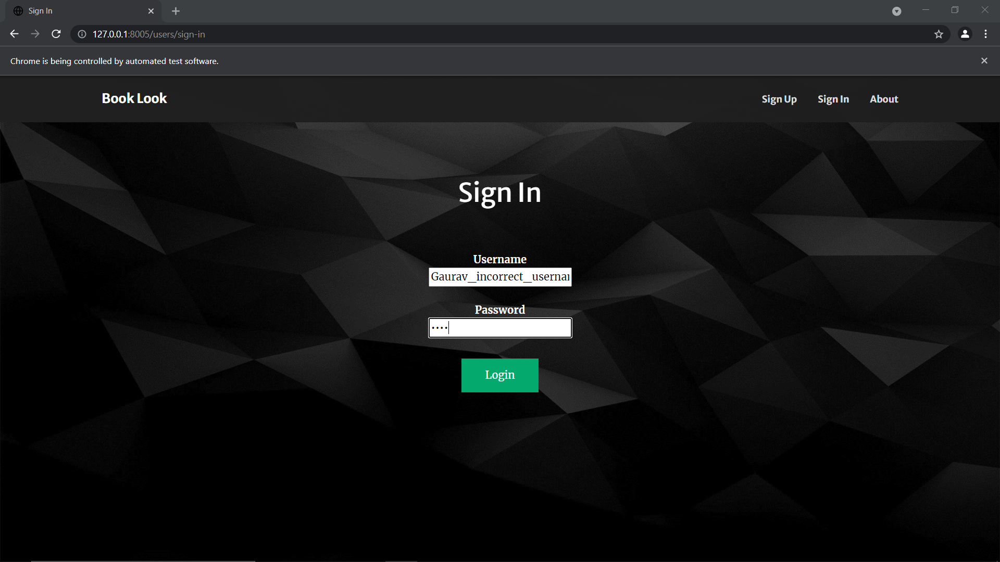 Sign In
127.0.0.1:8005/users/sign-in
Chrome is being controlled by automated test software.
Book Look
Sign Up
Sign In
About
Sign In
Username
Gaurav_incorrect_userna
Password
Login